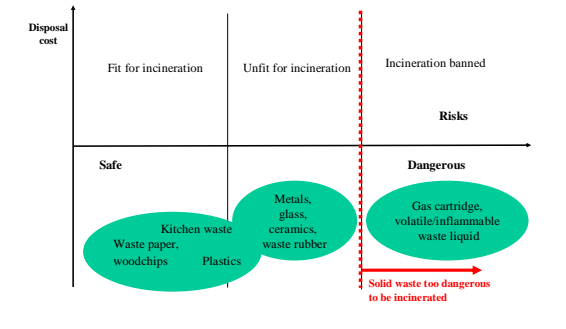 Disposal
cost
Fit for incineration
Unfit for incineration
Incineration banned
Risks
Safe
Dangerous
Kitchen waste
Waste paper,
woodchips
Plastics
Metals,
glass,
ceramics,
waste rubber
Gas cartridge,
volatile/inflammable
waste liquid
Solid waste too dangerous
to be incinerated